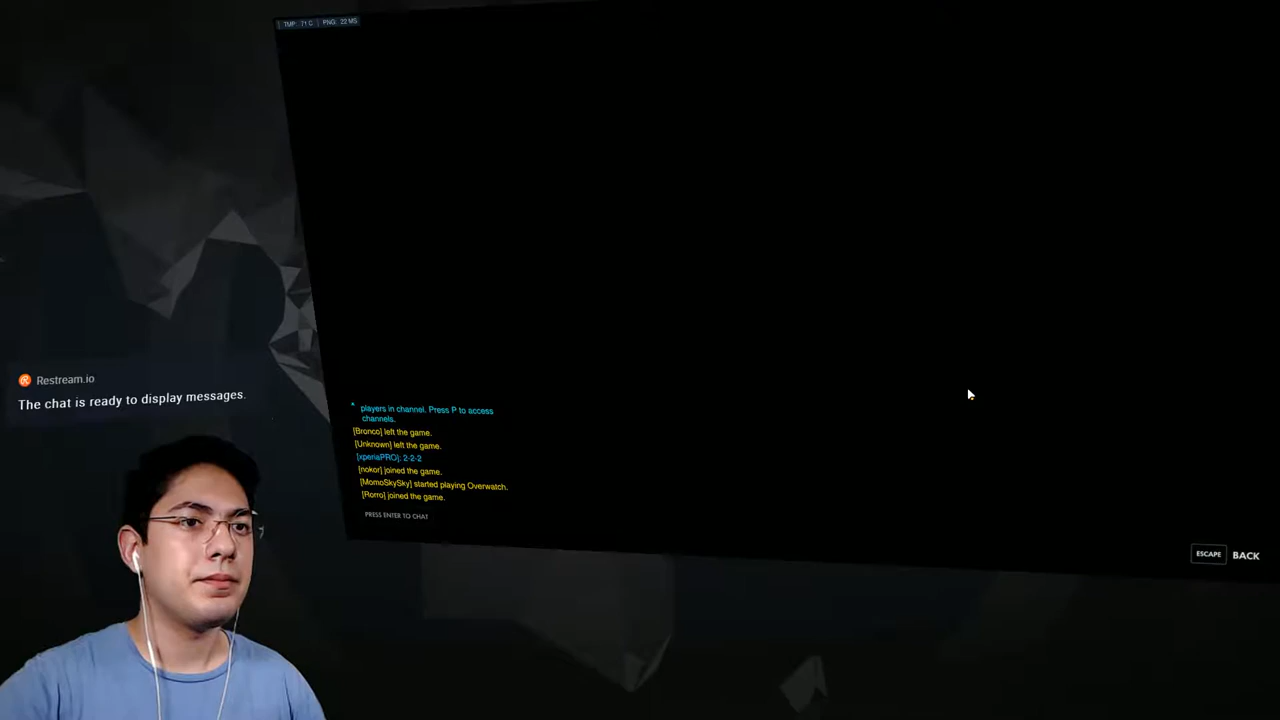 TMP: 71 C | PNG: 22 MS
Restream.io
The chat is ready to display messages.
players in channel. Press P to access
channels.
[Bronco] left the game.
[Unknown] left the game.
[xperiaPRO]: 2-2-2
[nokor] joined the game.
[MomoSkySky] started playing Overwatch.
[Rorro] joined the game.
PRESS ENTER TO CHAT
ESCAPE BACK